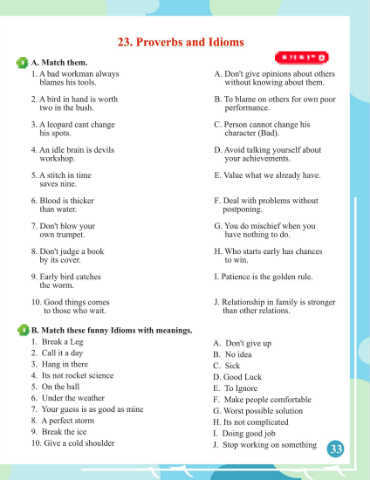 23. Proverbs and Idioms
A. Match them.
1. A bad workman always
blames his tools.
A. Don't give opinions about others
without knowing about them.
2. A bird in hand is worth
two in the bush.
B. To blame on others for own poor
performance.
3. A leopard cant change
his spots.
C. Person cannot change his
character (Bad).
4. An idle brain is devils
workshop.
D. Avoid talking yourself about
your achievements.
5. A stitch in time
saves nine.
E. Value what we already have.
6. Blood is thicker
than water.
F. Deal with problems without
postponing.
7. Don't blow your
own trumpet.
G. You do mischief when you
have nothing to do.
8. Don't judge a book
by its cover.
H. Who starts early has chances
to win.
9. Early bird catches
the worm.
I. Patience is the golden rule.
10. Good things comes
to those who wait.
J. Relationship in family is stronger
than other relations.
B. Match these funny Idioms with meanings.
1. Break a Leg
2. Call it a day
3. Hang in there
4. Its not rocket science
5. On the ball
6. Under the weather
7. Your guess is as good as mine
8. A perfect storm
9. Break the ice
10. Give a cold shoulder
A. Don't give up
B. No idea
C. Sick
D. Good Luck
E. To Ignore
F. Make people comfortable
G. Worst possible solution
H. Its not complicated
I. Doing good job
J. Stop working on something
33